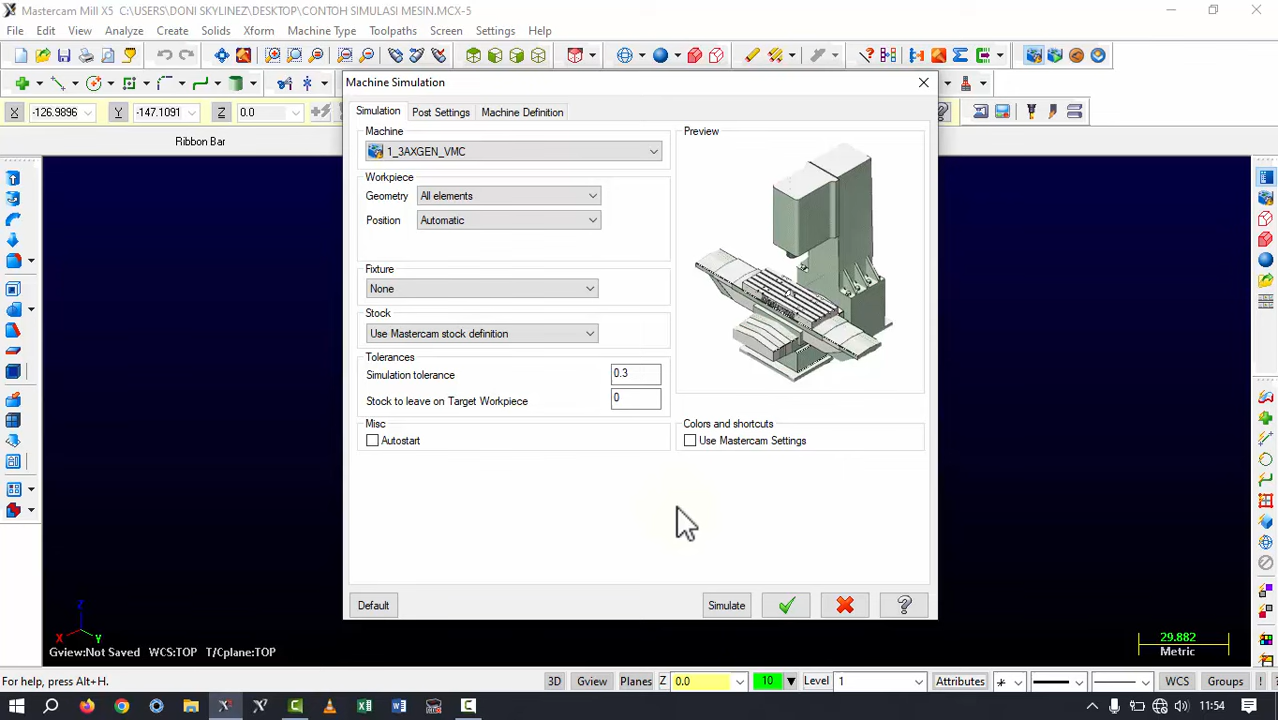 Mastercam Mill X5 C:\USERS\DONI SKYLINEZ\DESKTOP\CONTOH SIMULASI MESIN.MCX-5
File Edit View Analyze Create Solids Xform Machine Type Toolpaths Screen Settings Help
X -126.9896 Y -147.1091 Z 0.0
Ribbon Bar
Machine Simulation
Simulation Post Settings Machine Definition
Machine
1_3AXGEN_VMC
Workpiece
Geometry All elements
Position Automatic
Fixture
None
Stock
Use Mastercam stock definition
Tolerances
Simulation tolerance 0.3
Stock to leave on Target Workpiece 0
Misc
Autostart
Preview
Colors and shortcuts
Use Mastercam Settings
Default Simulate
Z
X Y
Gview:Not Saved WCS:TOP T/Cplane:TOP
29.882
Metric
For help, press Alt+H.
3D Gview Planes Z 0.0 10 Level 1 Attributes WCS Groups
11:54